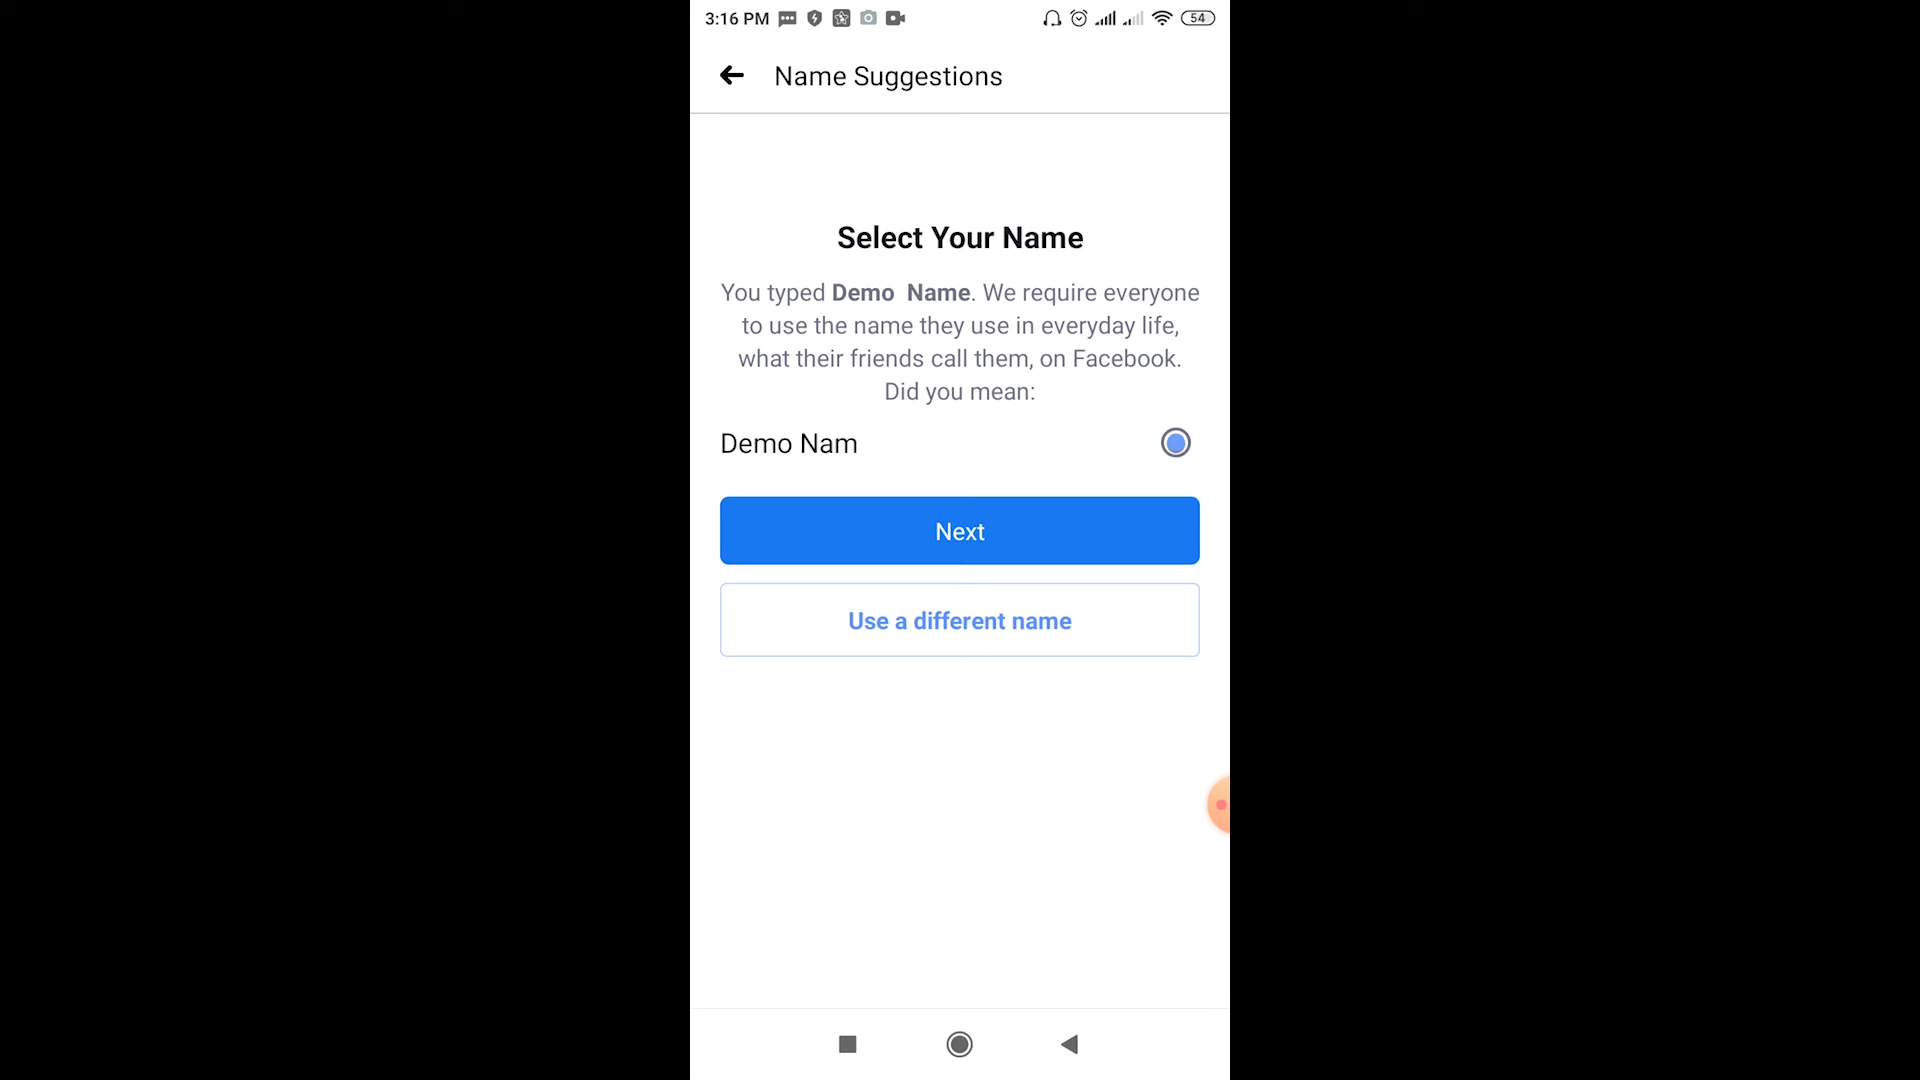 3:16 PM
54
Name Suggestions
Select Your Name
You typed Demo  Name. We require everyone
to use the name they use in everyday life,
what their friends call them, on Facebook.
Did you mean:
Demo Nam
Next
Use a different name